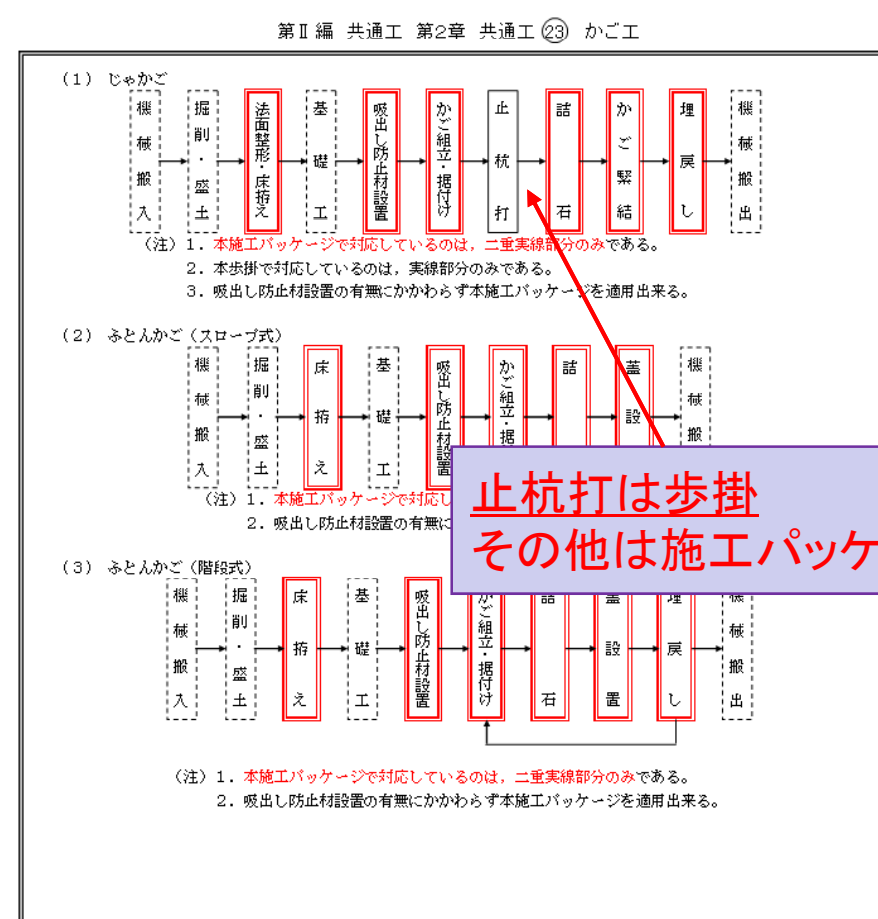 第Ⅱ編 共通工 第2章 共通工 ㉓ かご工
(1) じゃかご
機械搬入
掘削・盛土
法面整形・床拵え
基礎工
吸出し防止材設置
かご組立・据付け
止杭打
詰石
かご緊結
埋戻し
機械搬出
(注) 1. 本施工パッケージで対応しているのは，二重実線部分のみである。
2. 本歩掛で対応しているのは，実線部分のみである。
3. 吸出し防止材設置の有無にかかわらず本施工パッケージを適用出来る。
(2) ふとんかご（スロープ式）
機械搬入
掘削・盛土
床拵え
基礎工
吸出し防止材設置
かご組立・据
詰
蓋設
機械搬
(注) 1. 本施工パッケージで対応し
2. 吸出し防止材設置の有無に
止杭打は歩掛
その他は施工パッケ
(3) ふとんかご（階段式）
機械搬入
掘削・盛土
床拵え
基礎工
吸出し防止材設置
かご組立・据付け
詰石
蓋設置
埋戻し
機械搬出
(注) 1. 本施工パッケージで対応しているのは，二重実線部分のみである。
2. 吸出し防止材設置の有無にかかわらず本施工パッケージを適用出来る。